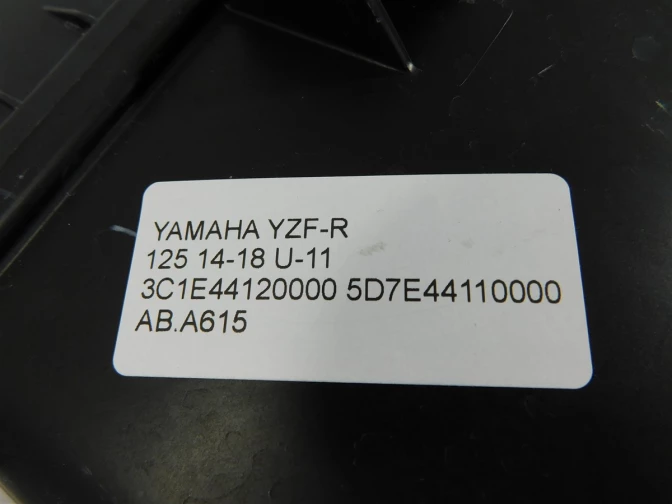 YAMAHA YZF-R
125 14-18 U-11
3C1E44120000 5D7E44110000
AB.A615